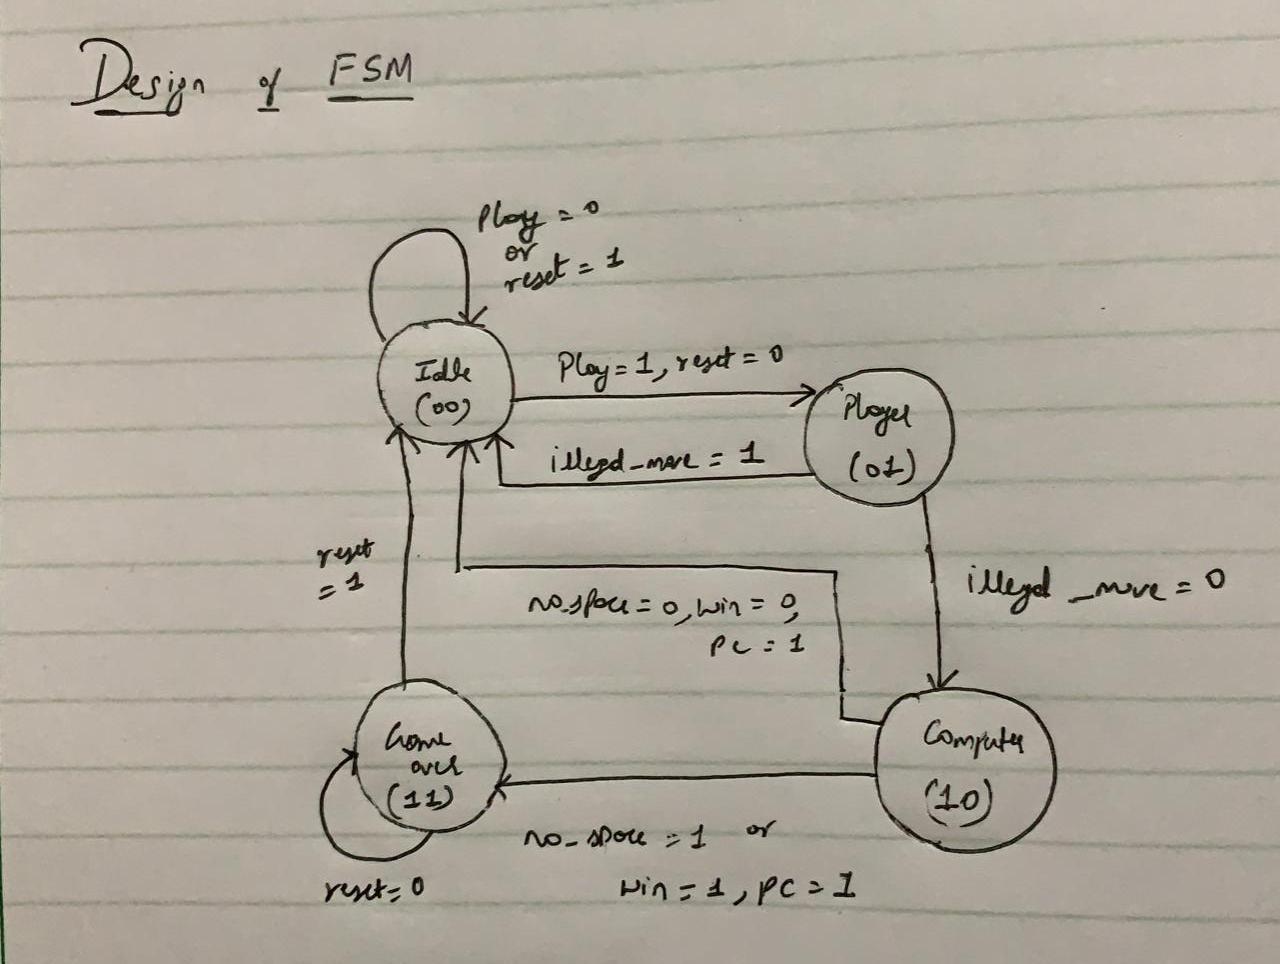 Design of FSM
Play = 0
or
reset = 1
Idle
(00)
Play = 1, reset = 0
Player
(01)
illegal_move = 1
reset
= 1
illegal_move = 0
no_space = 0, win = 0,
PC = 1
Game
over
(11)
Computer
(10)
no_space = 1 or
win = 1, PC = 1
reset = 0